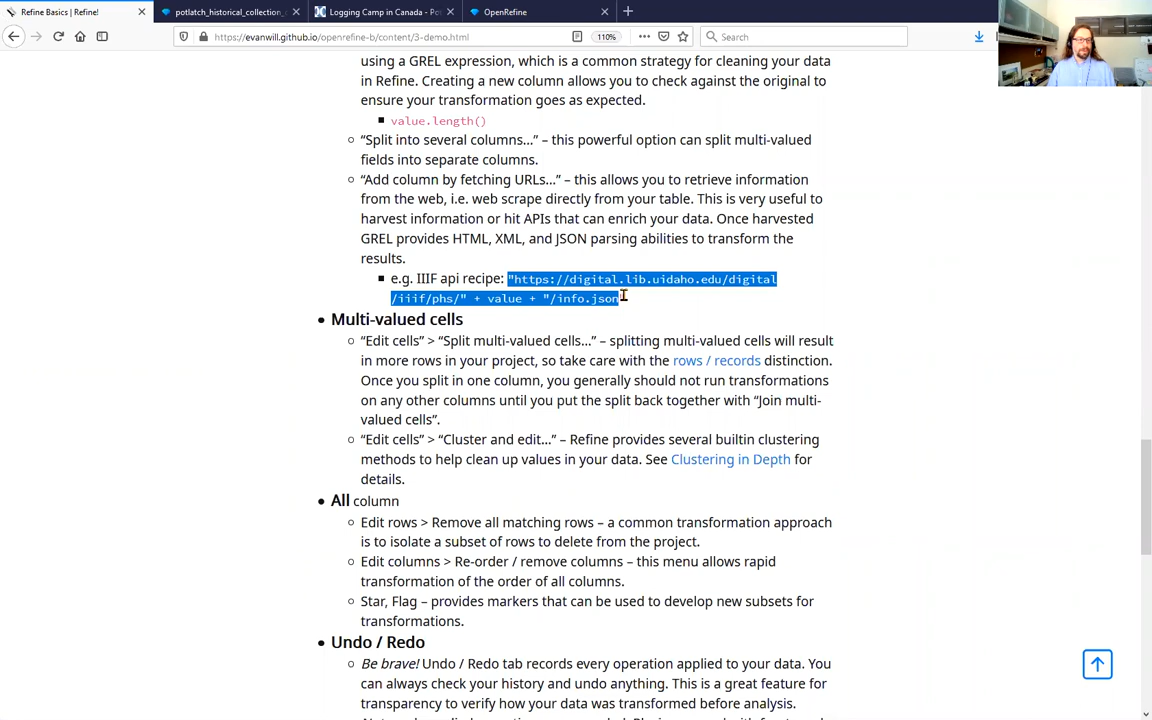 Refine Basics | Refine!
potlatch_historical_collection_
Logging Camp in Canada - Pot
OpenRefine
https://evanwill.github.io/openrefine-b/content/3-demo.html
110%
Search
using a GREL expression, which is a common strategy for cleaning your data
in Refine. Creating a new column allows you to check against the original to
ensure your transformation goes as expected.
value.length()
“Split into several columns…” – this powerful option can split multi-valued
fields into separate columns.
“Add column by fetching URLs…” – this allows you to retrieve information
from the web, i.e. web scrape directly from your table. This is very useful to
harvest information or hit APIs that can enrich your data. Once harvested
GREL provides HTML, XML, and JSON parsing abilities to transform the
results.
e.g. IIIF api recipe: "https://digital.lib.uidaho.edu/digital
/iiif/phs/" + value + "/info.json
Multi-valued cells
“Edit cells” > “Split multi-valued cells…” – splitting multi-valued cells will result
in more rows in your project, so take care with the rows / records distinction.
Once you split in one column, you generally should not run transformations
on any other columns until you put the split back together with “Join multi-
valued cells”.
“Edit cells” > “Cluster and edit…” – Refine provides several builtin clustering
methods to help clean up values in your data. See Clustering in Depth for
details.
All column
Edit rows > Remove all matching rows – a common transformation approach
is to isolate a subset of rows to delete from the project.
Edit columns > Re-order / remove columns – this menu allows rapid
transformation of the order of all columns.
Star, Flag – provides markers that can be used to develop new subsets for
transformations.
Undo / Redo
Be brave! Undo / Redo tab records every operation applied to your data. You
can always check your history and undo anything. This is a great feature for
transparency to verify how your data was transformed before analysis.